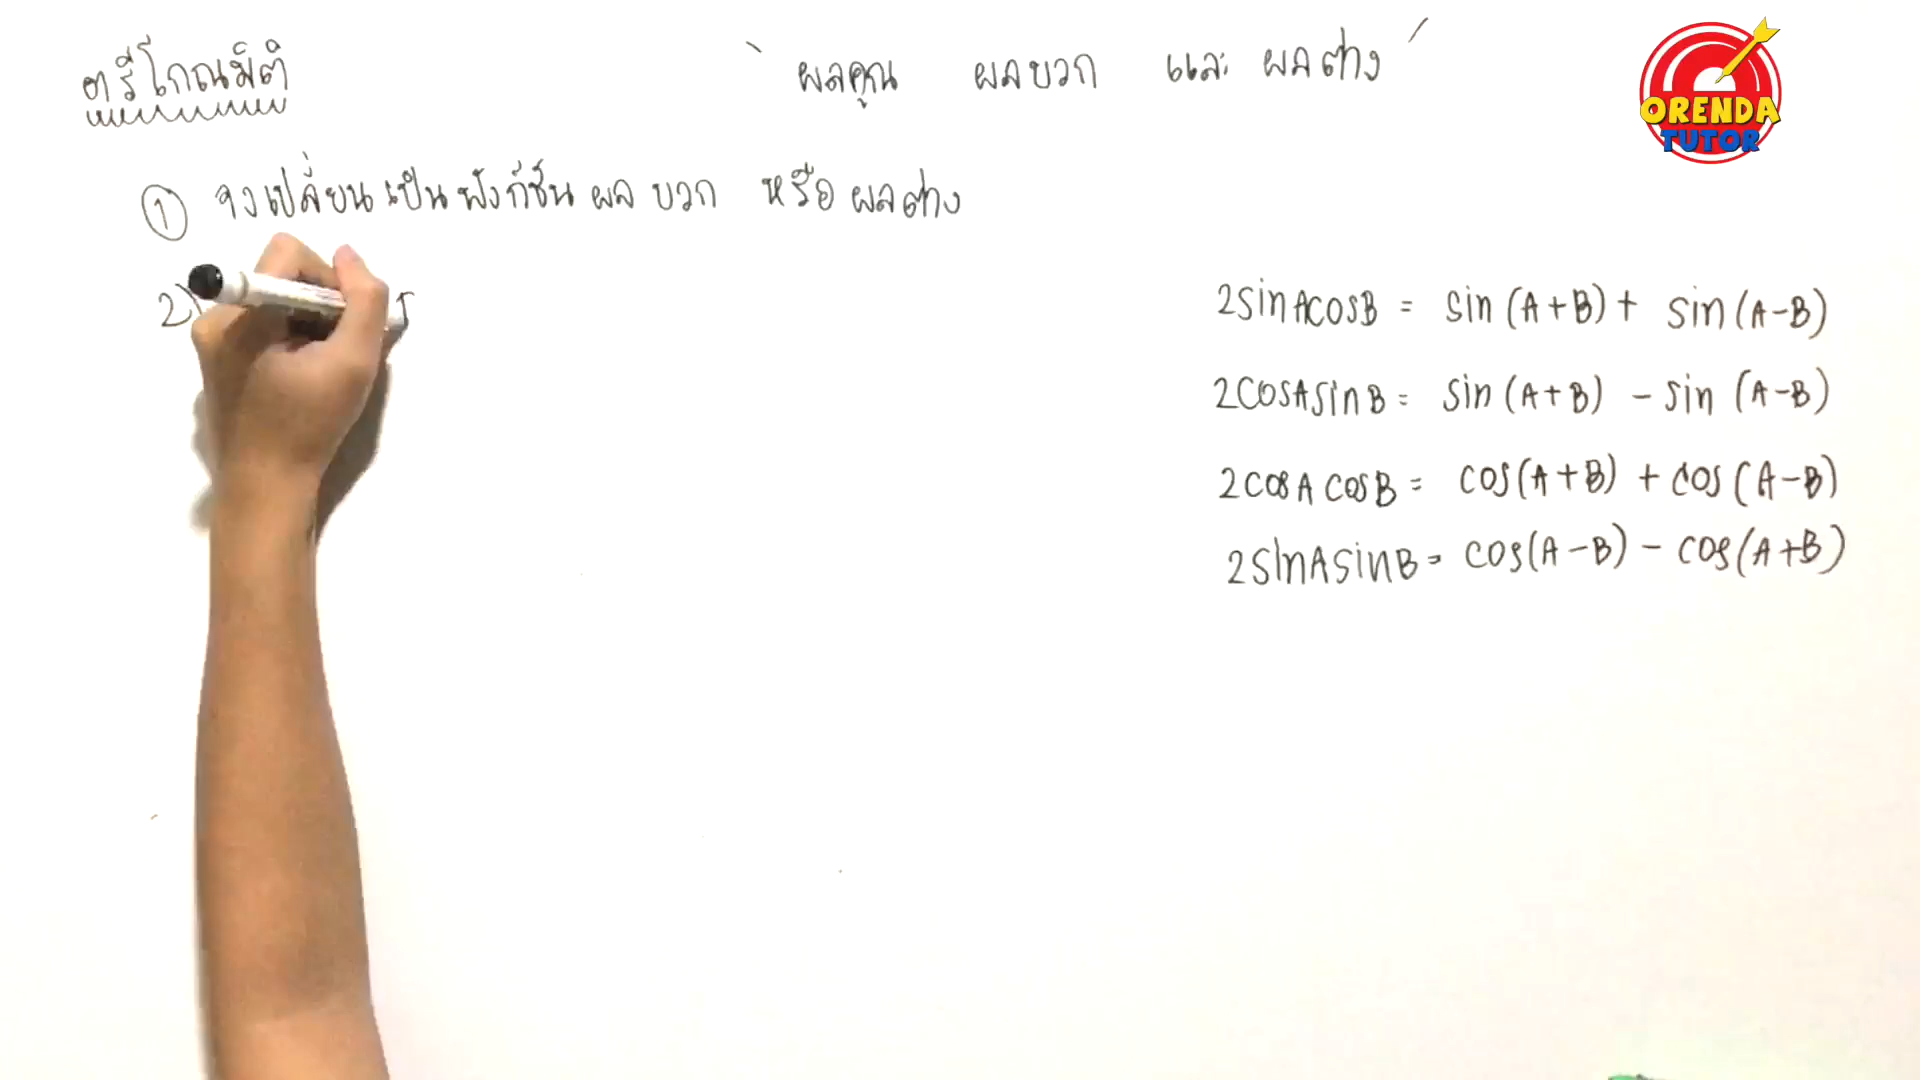 ตรีโกณมิติ
` ผลคูณ ผลบวก และ ผลต่าง ´
ORENDA
TUTOR
① จงเปลี่ยนเป็นฟังก์ชันผลบวก หรือ ผลต่าง
2)
2sinAcosB = sin(A+B) + sin(A-B)
2cosAsinB = sin(A+B) - sin(A-B)
2cosAcosB = cos(A+B) + cos(A-B)
2sinAsinB = cos(A-B) - cos(A+B)